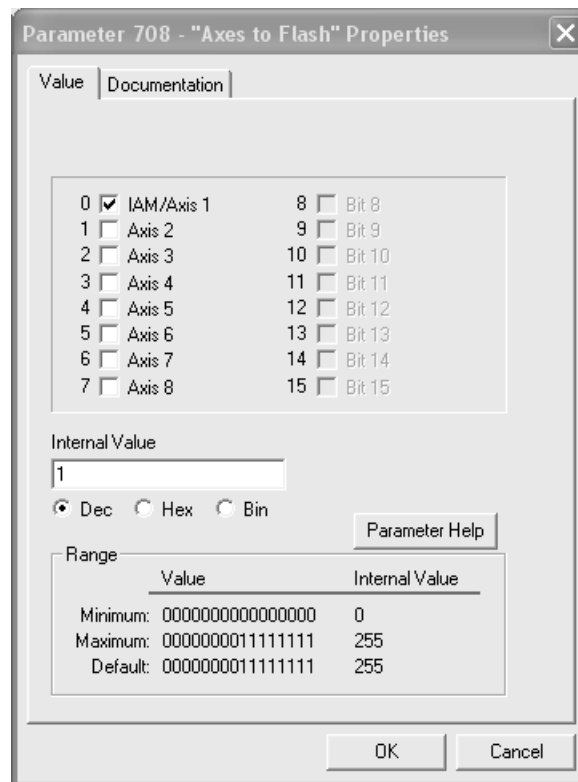 Parameter 708 - "Axes to Flash" Properties
Value Documentation
0 IAM/Axis 1 8 Bit 8
1 Axis 2 9 Bit 9
2 Axis 3 10 Bit 10
3 Axis 4 11 Bit 11
4 Axis 5 12 Bit 12
5 Axis 6 13 Bit 13
6 Axis 7 14 Bit 14
7 Axis 8 15 Bit 15
Internal Value
1
Dec Hex Bin
Parameter Help
Range
Value Internal Value
Minimum: 0000000000000000 0
Maximum: 0000000011111111 255
Default: 0000000011111111 255
OK Cancel